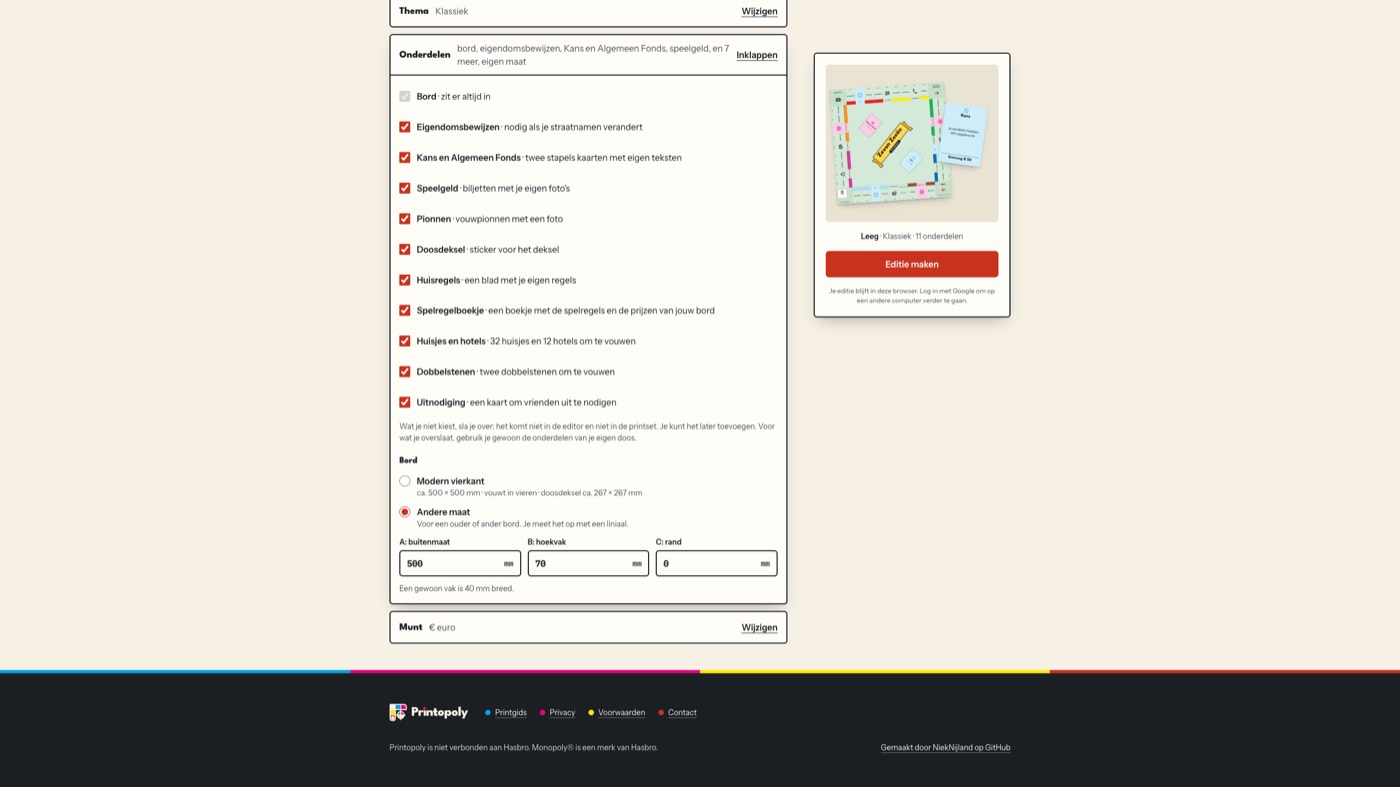 Thema Klassiek Wijzigen
Onderdelen bord, eigendomsbewijzen, Kans en Algemeen Fonds, speelgeld, en 7
meer, eigen maat Inklappen
Bord · zit er altijd in
Eigendomsbewijzen · nodig als je straatnamen verandert
Kans en Algemeen Fonds · twee stapels kaarten met eigen teksten
Speelgeld · biljetten met je eigen foto's
Pionnen · vouwpionnen met een foto
Doosdeksel · sticker voor het deksel
Huisregels · een blad met je eigen regels
Spelregelboekje · een boekje met de spelregels en de prijzen van jouw bord
Huisjes en hotels · 32 huisjes en 12 hotels om te vouwen
Dobbelstenen · twee dobbelstenen om te vouwen
Uitnodiging · een kaart om vrienden uit te nodigen
Wat je niet kiest, sla je over: het komt niet in de editor en niet in de printset. Je kunt het later toevoegen. Voor
wat je overslaat, gebruik je gewoon de onderdelen van je eigen doos.
Bord
Modern vierkant
ca. 500 × 500 mm · vouwt in vieren · doosdeksel ca. 267 × 267 mm
Andere maat
Voor een ouder of ander bord. Je meet het op met een liniaal.
A: buitenmaat B: hoekvak C: rand
500 mm 70 mm 0 mm
Een gewoon vak is 40 mm breed.
Munt € euro Wijzigen
Kans
Zeven Zeeën
Leeg · Klassiek · 11 onderdelen
Editie maken
Je editie blijft in deze browser. Log in met Google om op
een andere computer verder te gaan.
Printopoly Printgids Privacy Voorwaarden Contact
Printopoly is niet verbonden aan Hasbro. Monopoly® is een merk van Hasbro. Gemaakt door NiekNijland op GitHub